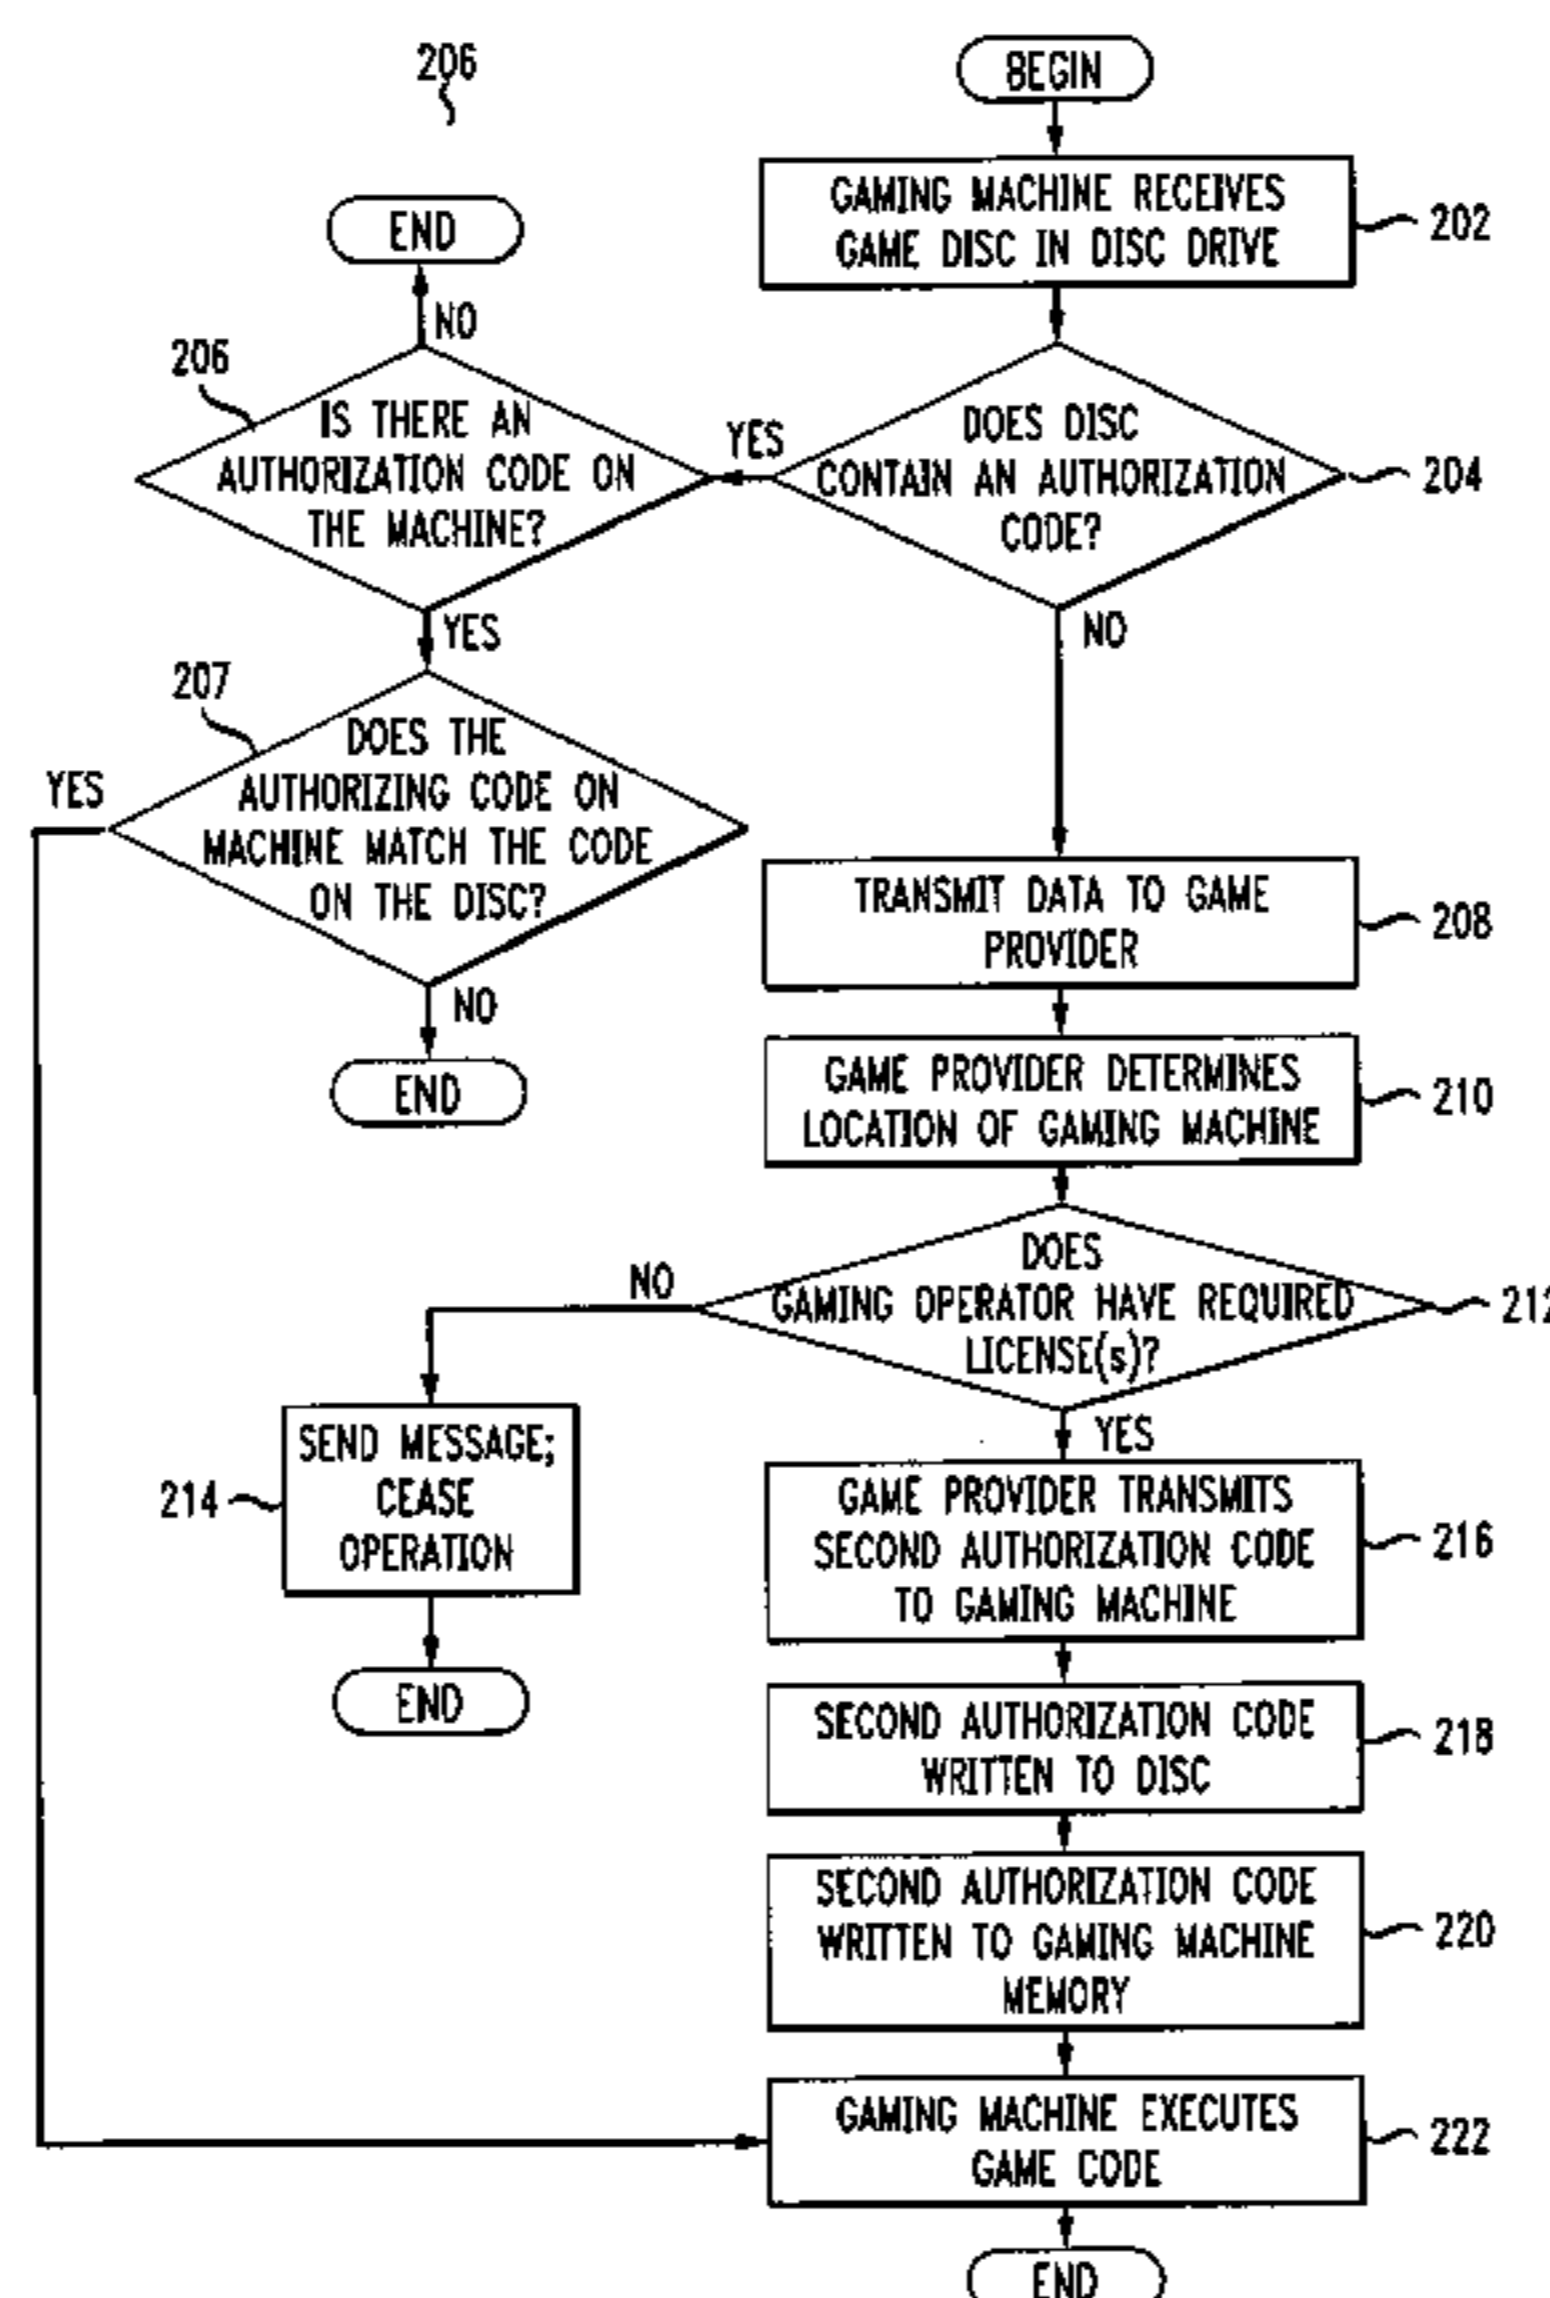 206
BEGIN
GAMING MACHINE RECEIVES
GAME DISC IN DISC DRIVE
202
END
NO
206
IS THERE AN
AUTHORIZATION CODE ON
THE MACHINE?
YES
DOES DISC
CONTAIN AN AUTHORIZATION
CODE?
204
YES
NO
207
DOES THE
AUTHORIZING CODE ON
MACHINE MATCH THE CODE
ON THE DISC?
YES
NO
END
TRANSMIT DATA TO GAME
PROVIDER
208
GAME PROVIDER DETERMINES
LOCATION OF GAMING MACHINE
210
DOES
GAMING OPERATOR HAVE REQUIRED
LICENSE(s)?
212
NO
YES
SEND MESSAGE;
CEASE
OPERATION
214
END
GAME PROVIDER TRANSMITS
SECOND AUTHORIZATION CODE
TO GAMING MACHINE
216
SECOND AUTHORIZATION CODE
WRITTEN TO DISC
218
SECOND AUTHORIZATION CODE
WRITTEN TO GAMING MACHINE
MEMORY
220
GAMING MACHINE EXECUTES
GAME CODE
222
END